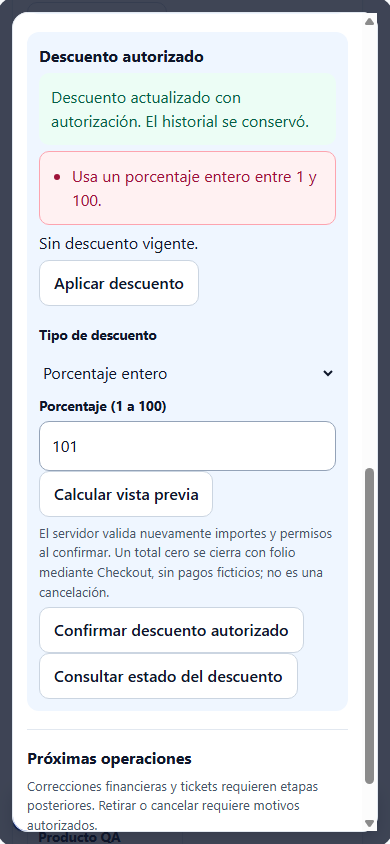 Descuento autorizado
Descuento actualizado con
autorización. El historial se conservó.
Usa un porcentaje entero entre 1 y
100.
Sin descuento vigente.
Aplicar descuento
Tipo de descuento
Porcentaje entero
Porcentaje (1 a 100)
101
Calcular vista previa
El servidor valida nuevamente importes y permisos
al confirmar. Un total cero se cierra con folio
mediante Checkout, sin pagos ficticios; no es una
cancelación.
Confirmar descuento autorizado
Consultar estado del descuento
Próximas operaciones
Correcciones financieras y tickets requieren etapas
posteriores. Retirar o cancelar requiere motivos
autorizados.
Producto QA